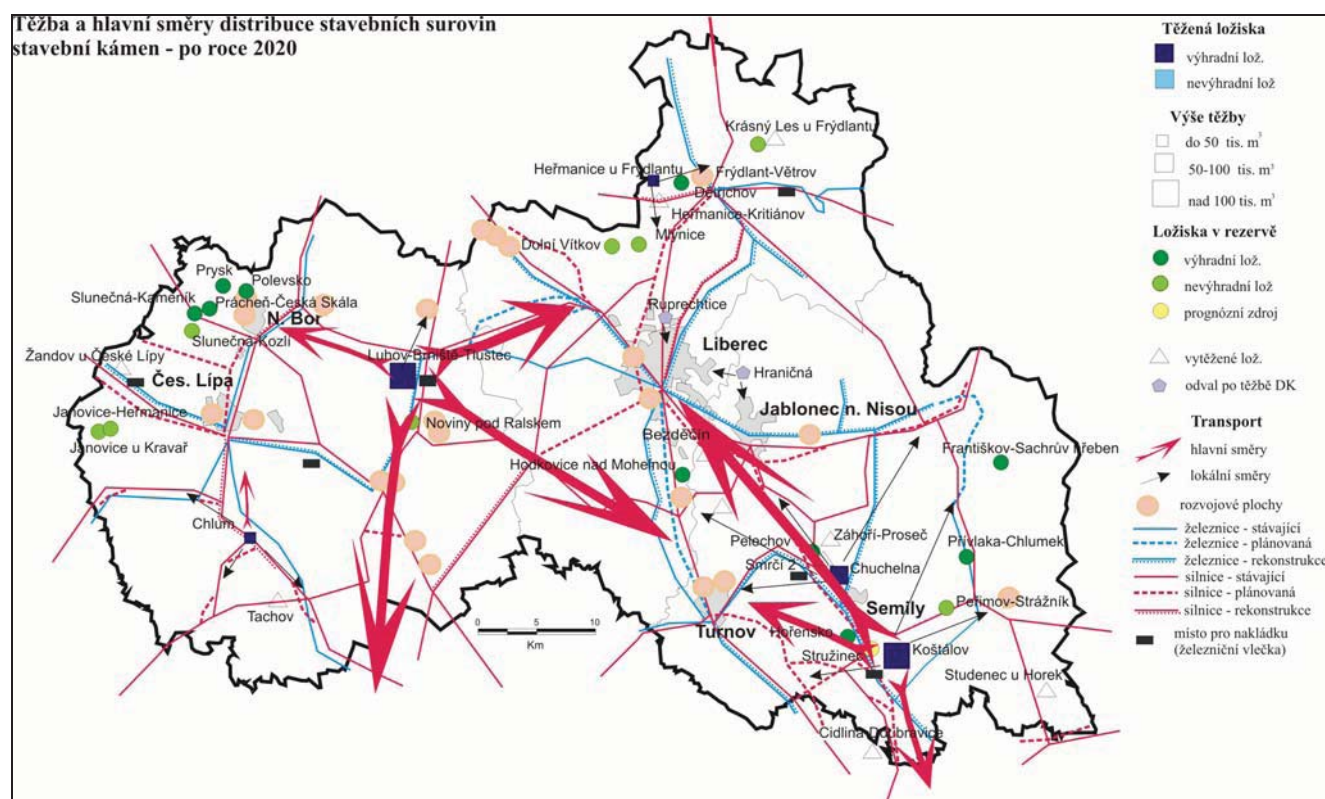 Těžba a hlavní směry distribuce stavebních surovin
stavební kámen - po roce 2020
Krásný Les u Frýdlantu
Heřmanice u Frýdlantu
Frýdlant-Větrov
Dětřichov
Heřmanice-Kritiánov
Mlýnice
Dolní Vítkov
Prysk
Polevsko
Slunečná-Kameník
Prácheň-Česká Skála
N. Bor
Slunečná-Kozlí
Ruprechtice
Liberec
Luhov-Brniště-Tlustec
Žandov u České Lípy
Čes. Lípa
Hraničná
Janovice-Heřmanice
Jablonec n. Nisou
Noviny pod Ralskem
Bezděčín
Janovice u Kravař
Františkov-Sachrův hřeben
Hodkovice nad Mohelnou
Chlum
Pelechov
Záhoří-Proseč
Přívlaka-Chlumek
Smrčí 2
Chuchelna
Semily
Peřimov-Strážník
Tachov
Turnov
Hořensko
Stružinec
Koštálov
Studenec u Horek
Cidlina-Doubravice
0 5 10
Km
Těžená ložiska
výhradní lož.
nevýhradní lož
Výše těžby
do 50 tis. m³
50-100 tis. m³
nad 100 tis. m³
Ložiska v rezervě
výhradní lož.
nevýhradní lož
prognózní zdroj
vytěžené lož.
odval po těžbě DK
Transport
hlavní směry
lokální směry
rozvojové plochy
železnice - stávající
železnice - plánovaná
železnice - rekonstrukce
silnice - stávající
silnice - plánovaná
silnice - rekonstrukce
místo pro nakládku
(železniční vlečka)